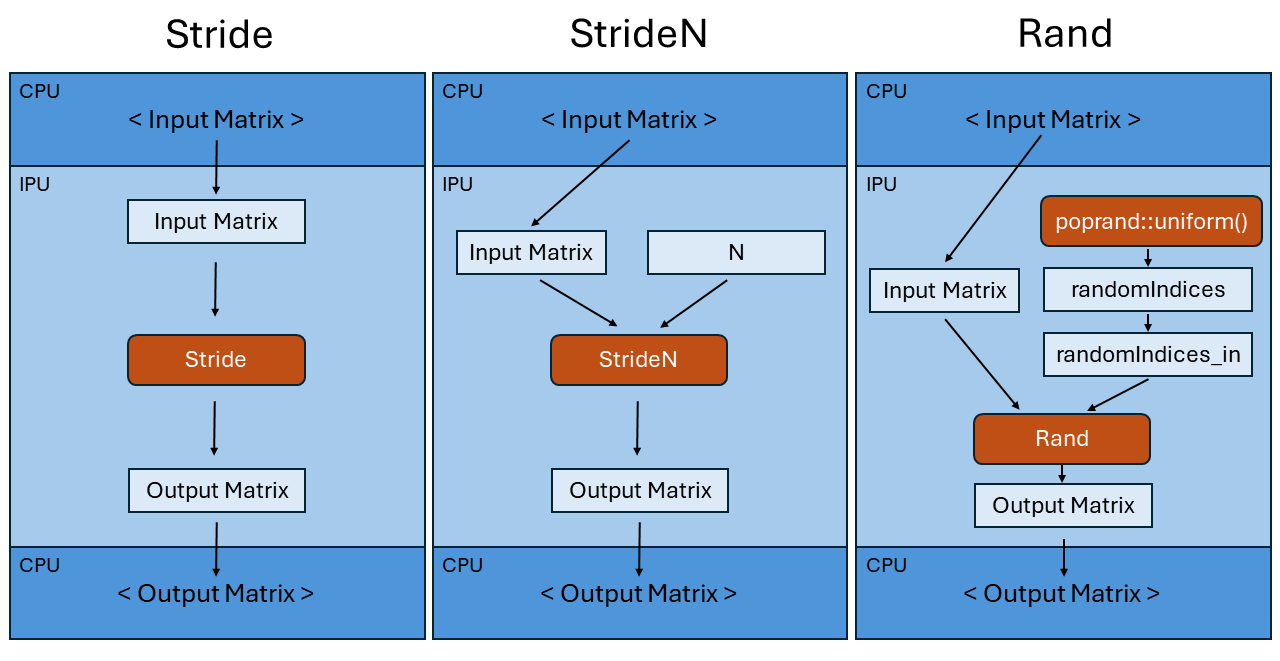 Stride
CPU
< Input Matrix >
IPU
Input Matrix
Stride
Output Matrix
CPU
< Output Matrix >
StrideN
CPU
< Input Matrix >
IPU
Input Matrix
N
StrideN
Output Matrix
CPU
< Output Matrix >
Rand
CPU
< Input Matrix >
IPU
poprand::uniform()
Input Matrix
randomIndices
randomIndices_in
Rand
Output Matrix
CPU
< Output Matrix >